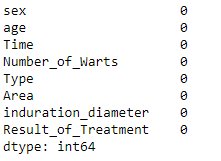 sex 0
age 0
Time 0
Number_of_Warts 0
Type 0
Area 0
induration_diameter 0
Result_of_Treatment 0
dtype: int64